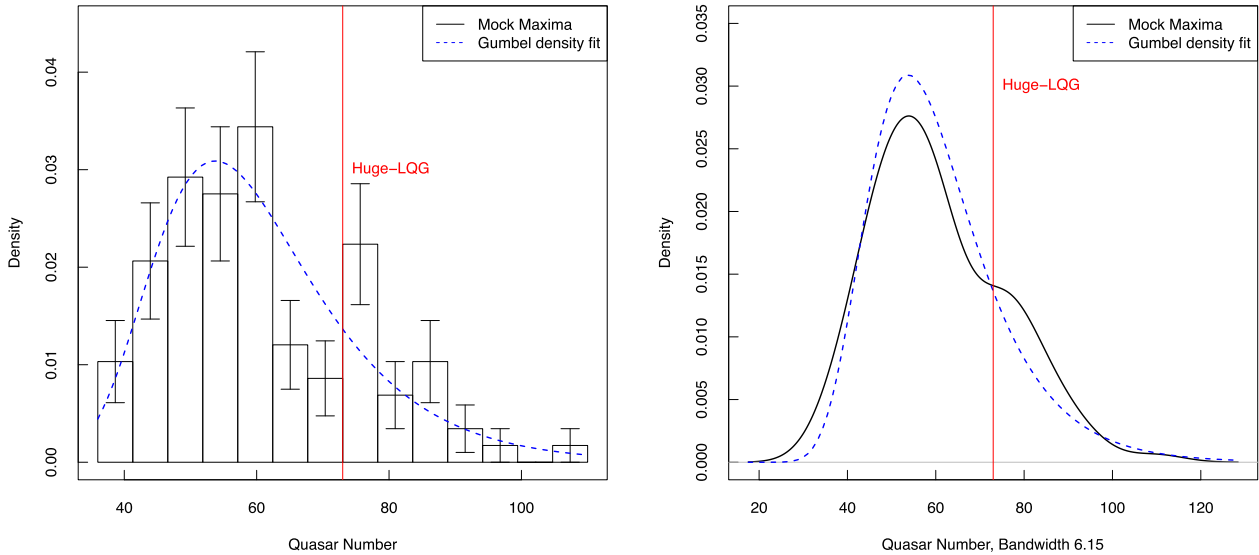 Mock Maxima
Gumbel density fit
Huge−LQG
Density
0.00
0.01
0.02
0.03
0.04
40
60
80
100
Quasar Number
Mock Maxima
Gumbel density fit
Huge−LQG
Density
0.000
0.005
0.010
0.015
0.020
0.025
0.030
0.035
20
40
60
80
100
120
Quasar Number, Bandwidth 6.15